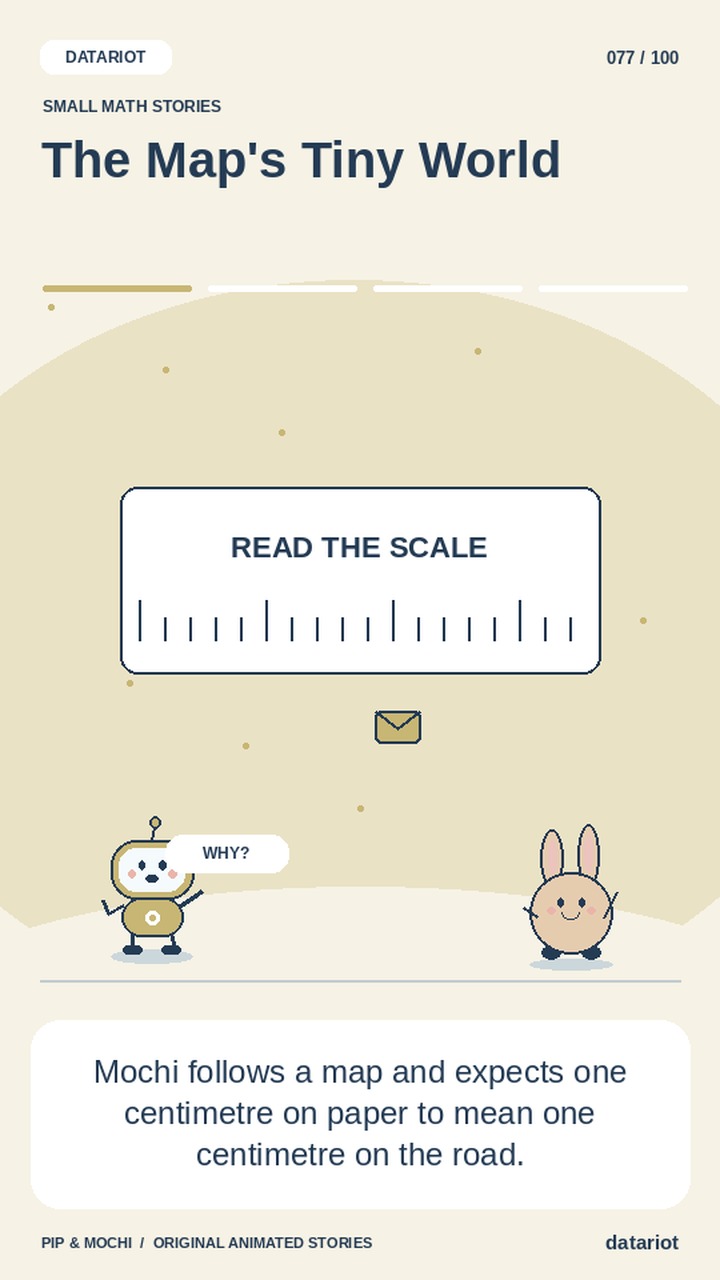 DATARIOT
077 / 100
SMALL MATH STORIES
The Map's Tiny World
READ THE SCALE
WHY?
Mochi follows a map and expects one
centimetre on paper to mean one
centimetre on the road.
PIP & MOCHI / ORIGINAL ANIMATED STORIES
datariot